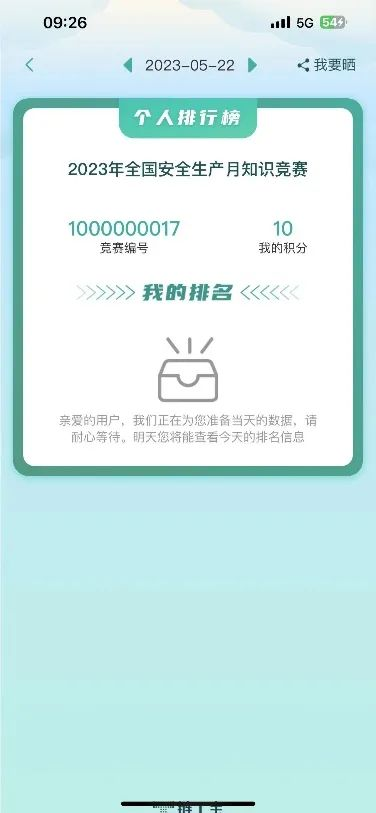 09:26
5G
54
2023-05-22
我要晒
个人排行榜
2023年全国安全生产月知识竞赛
1000000017
10
竞赛编号
我的积分
我的排名
亲爱的用户，我们正在为您准备当天的数据，请
耐心等待。明天您将能查看今天的排名信息